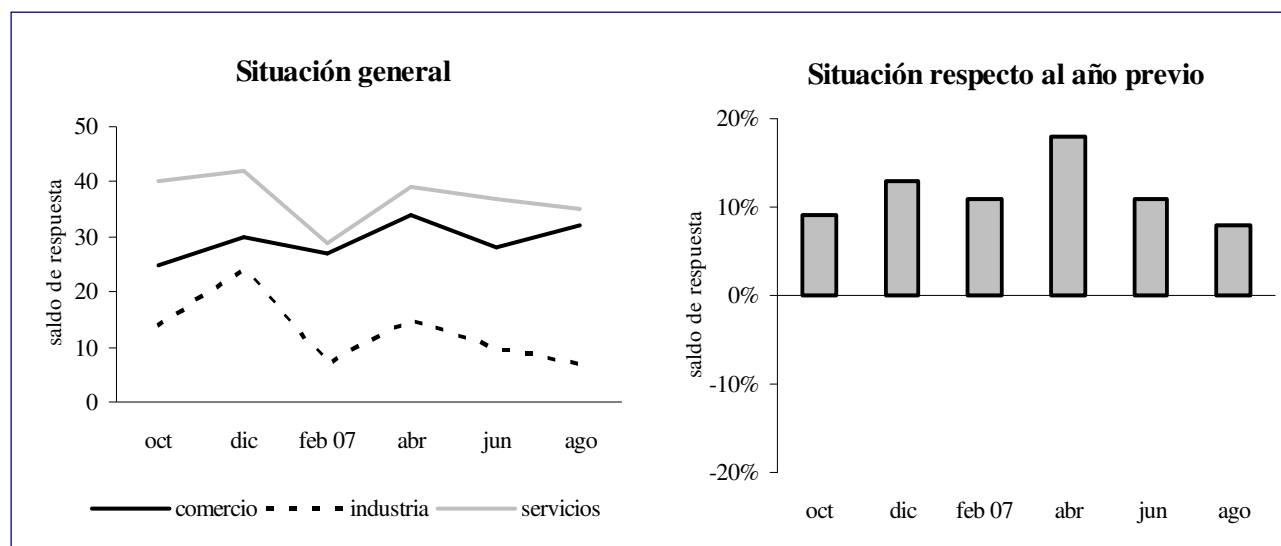 Situación general
saldo de respuesta
50
40
30
20
10
0
oct dic feb 07 abr jun ago
comercio industria servicios
Situación respecto al año previo
saldo de respuesta
20%
10%
0%
-10%
-20%
oct dic feb 07 abr jun ago